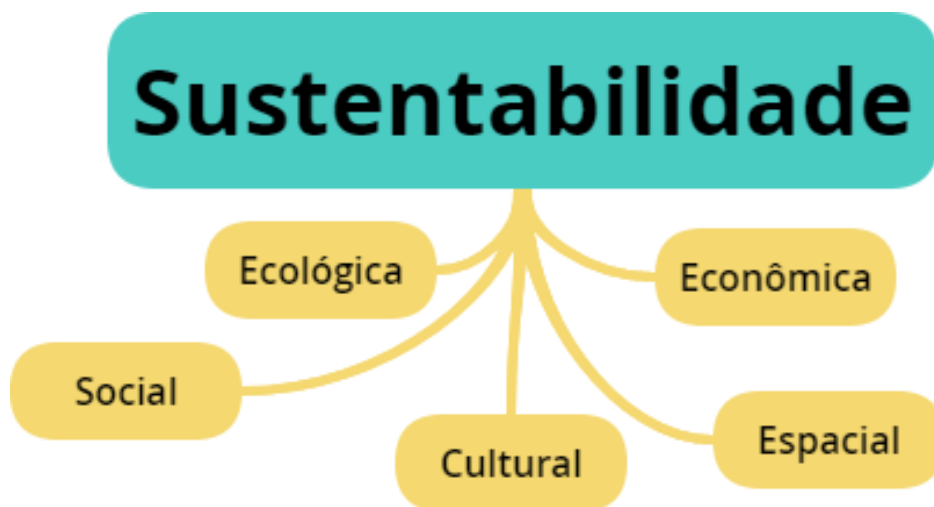 Sustentabilidade
Ecológica
Econômica
Social
Cultural
Espacial